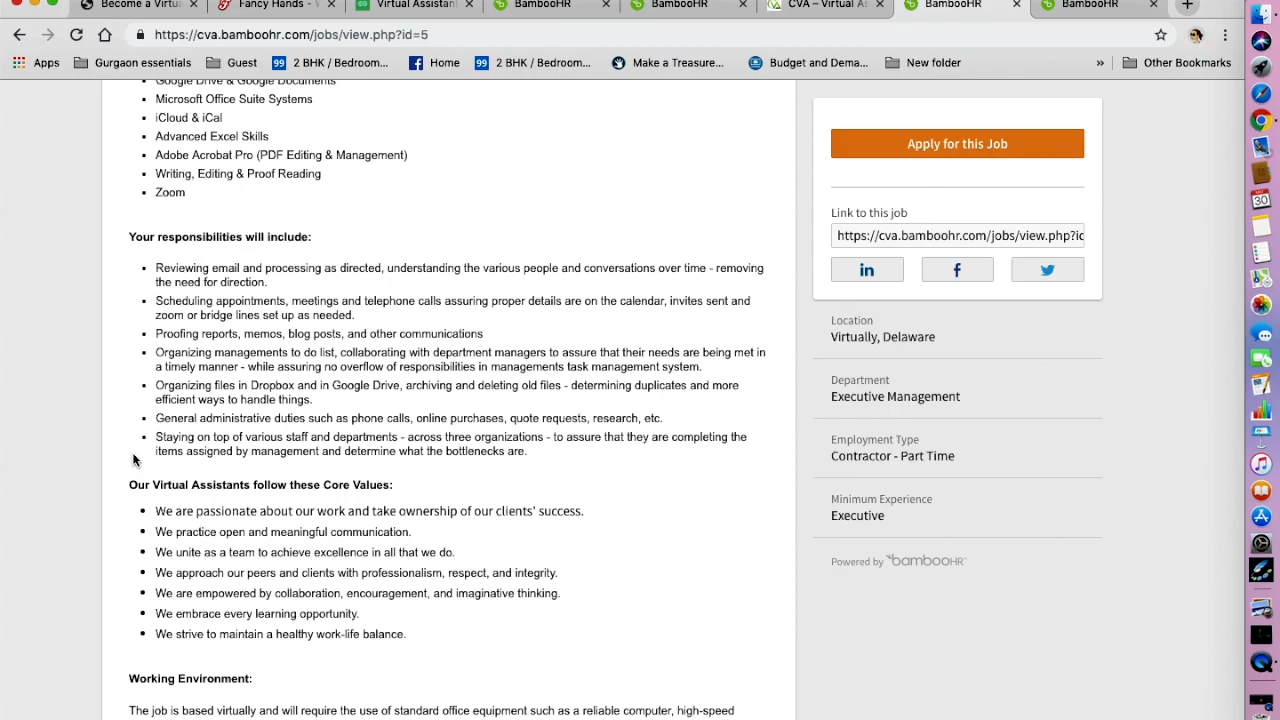 Become a Virtua
Fancy Hands - V
Virtual Assistant
BambooHR
BambooHR
CVA – Virtual As
BambooHR
BambooHR
https://cva.bamboohr.com/jobs/view.php?id=5
Apps
Gurgaon essentials
Guest
2 BHK / Bedroom...
Home
2 BHK / Bedroom...
Make a Treasure...
Budget and Dema...
New folder
»
Other Bookmarks
Google Drive & Google Documents
Microsoft Office Suite Systems
iCloud & iCal
Advanced Excel Skills
Adobe Acrobat Pro (PDF Editing & Management)
Writing, Editing & Proof Reading
Zoom
Your responsibilities will include:
Reviewing email and processing as directed, understanding the various people and conversations over time - removing
the need for direction.
Scheduling appointments, meetings and telephone calls assuring proper details are on the calendar, invites sent and
zoom or bridge lines set up as needed.
Proofing reports, memos, blog posts, and other communications
Organizing managements to do list, collaborating with department managers to assure that their needs are being met in
a timely manner - while assuring no overflow of responsibilities in managements task management system.
Organizing files in Dropbox and in Google Drive, archiving and deleting old files - determining duplicates and more
efficient ways to handle things.
General administrative duties such as phone calls, online purchases, quote requests, research, etc.
Staying on top of various staff and departments - across three organizations - to assure that they are completing the
items assigned by management and determine what the bottlenecks are.
Our Virtual Assistants follow these Core Values:
We are passionate about our work and take ownership of our clients' success.
We practice open and meaningful communication.
We unite as a team to achieve excellence in all that we do.
We approach our peers and clients with professionalism, respect, and integrity.
We are empowered by collaboration, encouragement, and imaginative thinking.
We embrace every learning opportunity.
We strive to maintain a healthy work-life balance.
Working Environment:
The job is based virtually and will require the use of standard office equipment such as a reliable computer, high-speed
Apply for this Job
Link to this job
https://cva.bamboohr.com/jobs/view.php?id
in
f
Location
Virtually, Delaware
Department
Executive Management
Employment Type
Contractor - Part Time
Minimum Experience
Executive
Powered by bambooHR
MAY
30